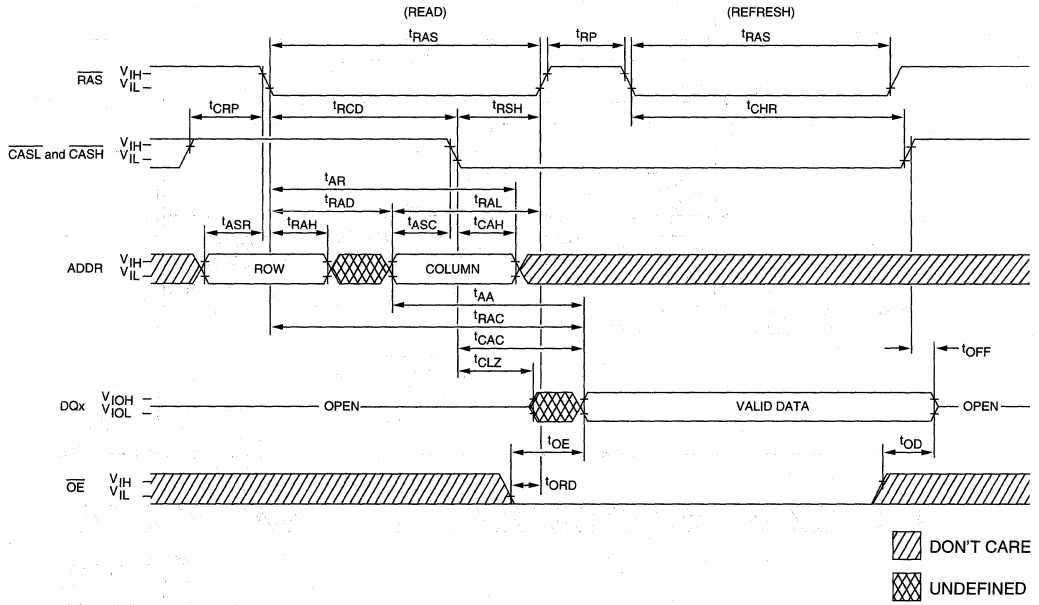 (READ) (REFRESH)
tRAS tRP tRAS
RAS VIH VIL
tCRP tRCD tRSH tCHR
CASL and CASH VIH VIL
tAR
tRAD tRAL
tASR tRAH tASC tCAH
ADDR VIH VIL ROW COLUMN
tAA
tRAC
tCAC
tCLZ tOFF
DQx VIOH VIOL OPEN VALID DATA OPEN
tOE tOD
OE VIH VIL tORD
DON'T CARE
UNDEFINED